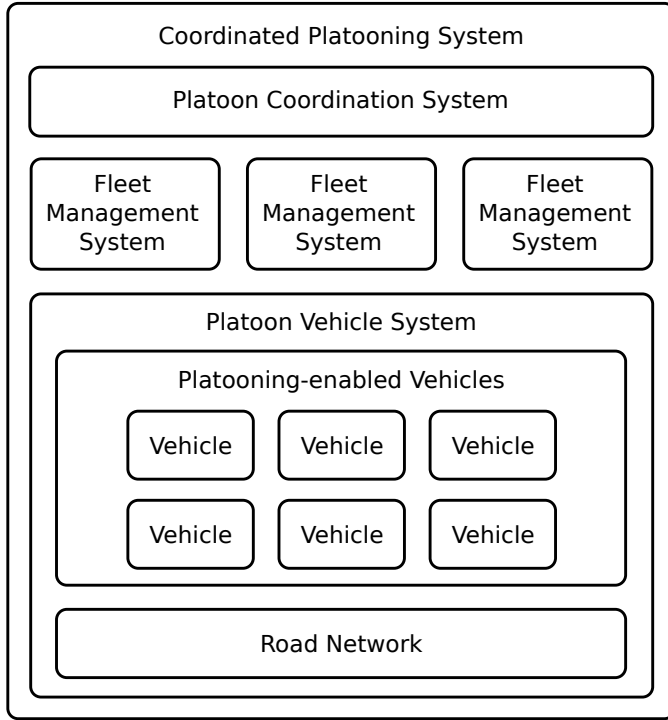 Coordinated Platooning System
Platoon Coordination System
Fleet
Management
System
Fleet
Management
System
Fleet
Management
System
Platoon Vehicle System
Platooning-enabled Vehicles
Vehicle
Vehicle
Vehicle
Vehicle
Vehicle
Vehicle
Road Network